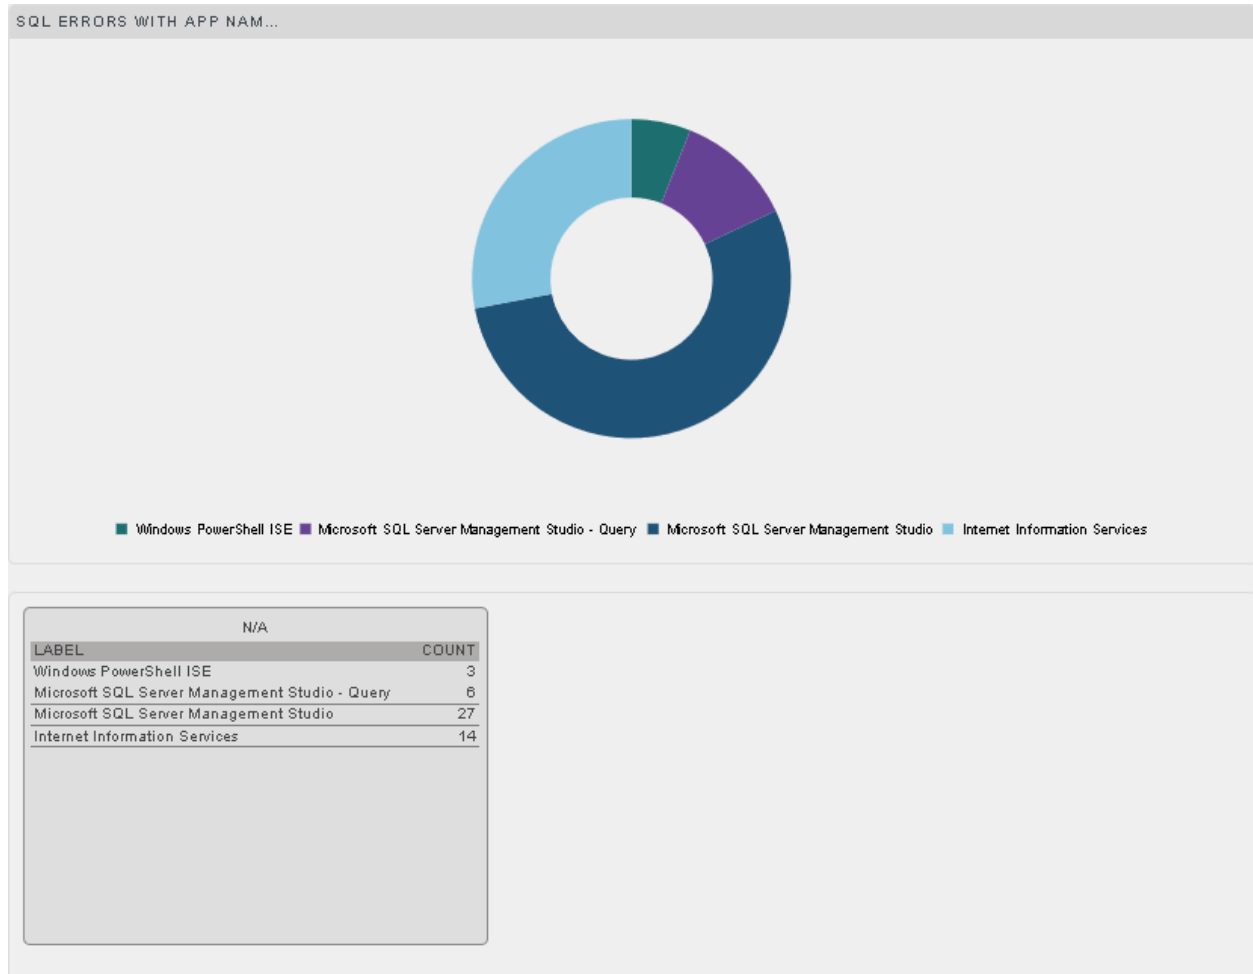 SQL ERRORS WITH APP NAM...
Windows PowerShell ISE Microsoft SQL Server Management Studio - Query Microsoft SQL Server Management Studio Internet Information Services
N/A
LABEL COUNT
Windows PowerShell ISE 3
Microsoft SQL Server Management Studio - Query 6
Microsoft SQL Server Management Studio 27
Internet Information Services 14